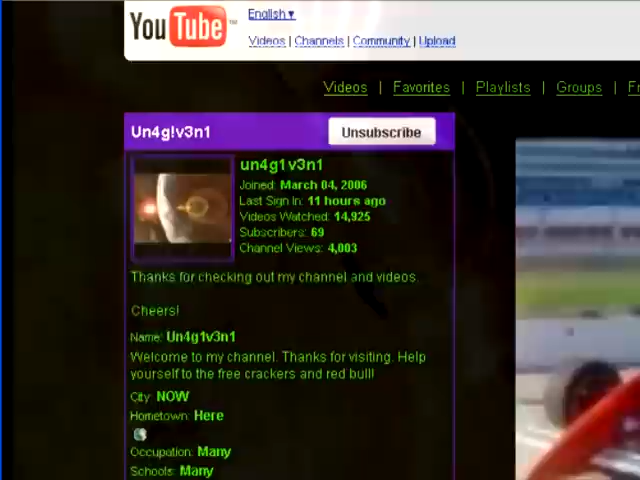 YouTube™
English▼
Videos | Channels | Community | Upload
Videos | Favorites | Playlists | Groups | Fr
Un4g!v3n1
Unsubscribe
un4g1v3n1
Joined: March 04, 2006
Last Sign In: 11 hours ago
Videos Watched: 14,925
Subscribers: 69
Channel Views: 4,003
Thanks for checking out my channel and videos.
Cheers!
Name: Un4g1v3n1
Welcome to my channel. Thanks for visiting. Help
yourself to the free crackers and red bull!
City: NOW
Hometown: Here
Occupation: Many
Schools: Many